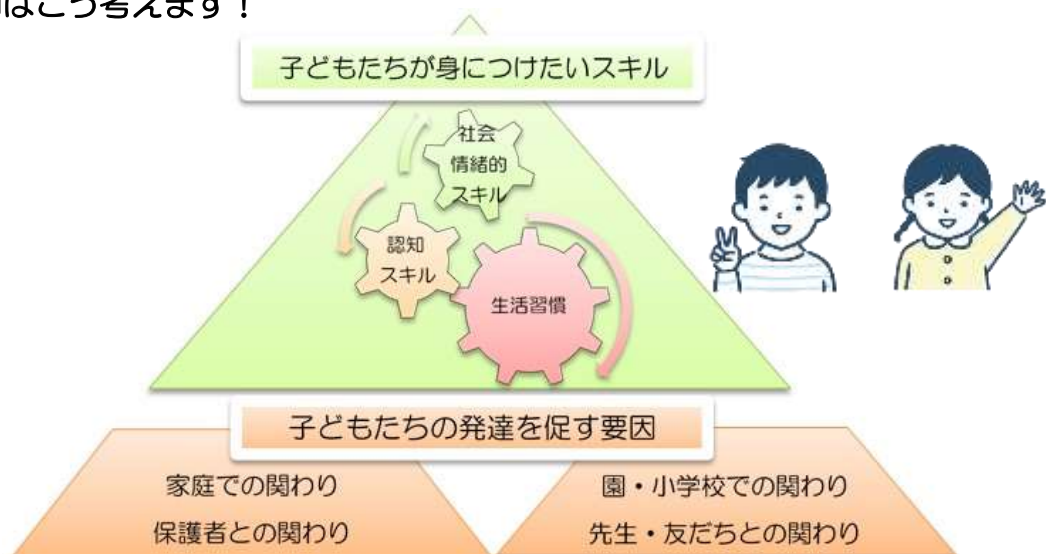 はこう考えます！
子どもたちが身につけたいスキル
社会
情緒的
スキル
認知
スキル
生活習慣
子どもたちの発達を促す要因
家庭での関わり
保護者との関わり
園・小学校での関わり
先生・友だちとの関わり